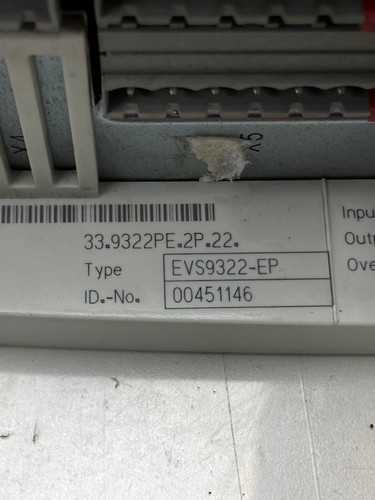 X4
X5
33.9322PE.2P.22.
Type EVS9322-EP
ID.-No. 00451146
Inpu
Outp
Ove